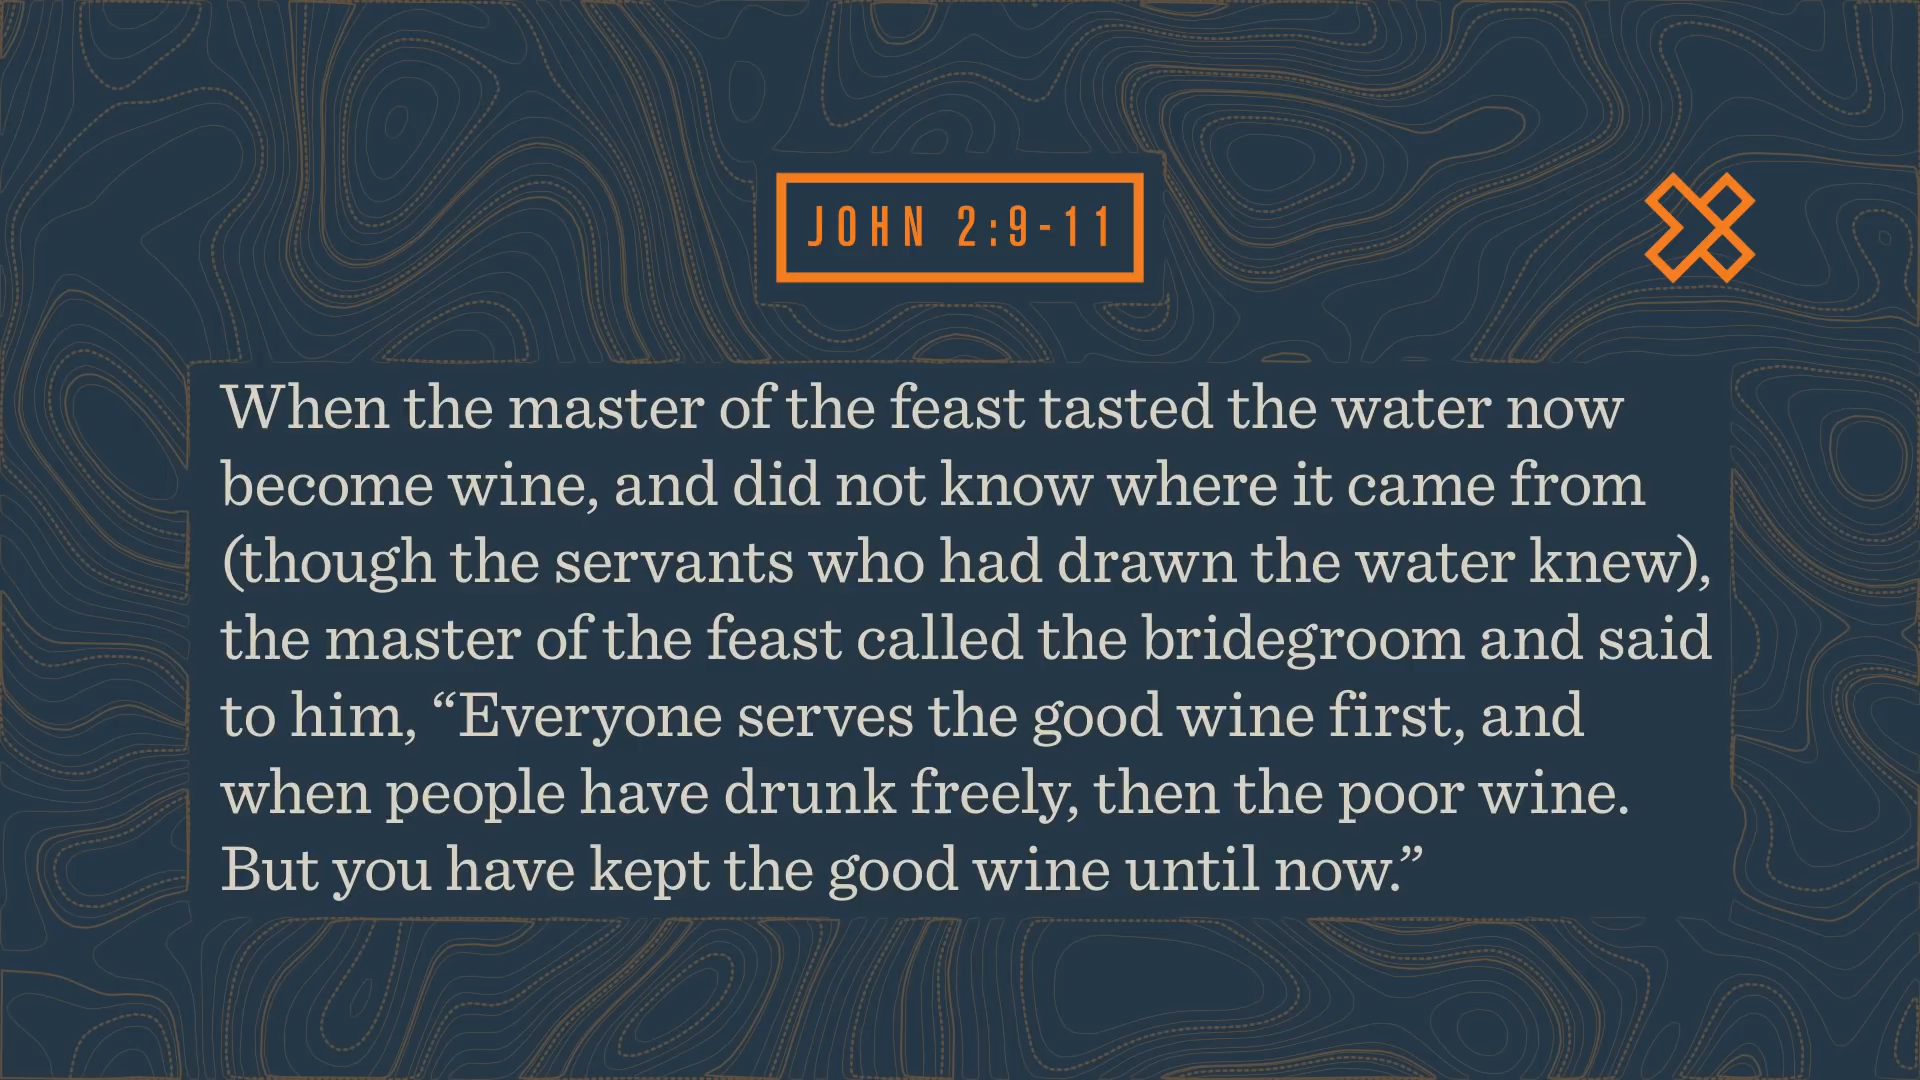 JOHN 2:9-11
When the master of the feast tasted the water now
become wine, and did not know where it came from
(though the servants who had drawn the water knew),
the master of the feast called the bridegroom and said
to him, “Everyone serves the good wine first, and
when people have drunk freely, then the poor wine.
But you have kept the good wine until now.”